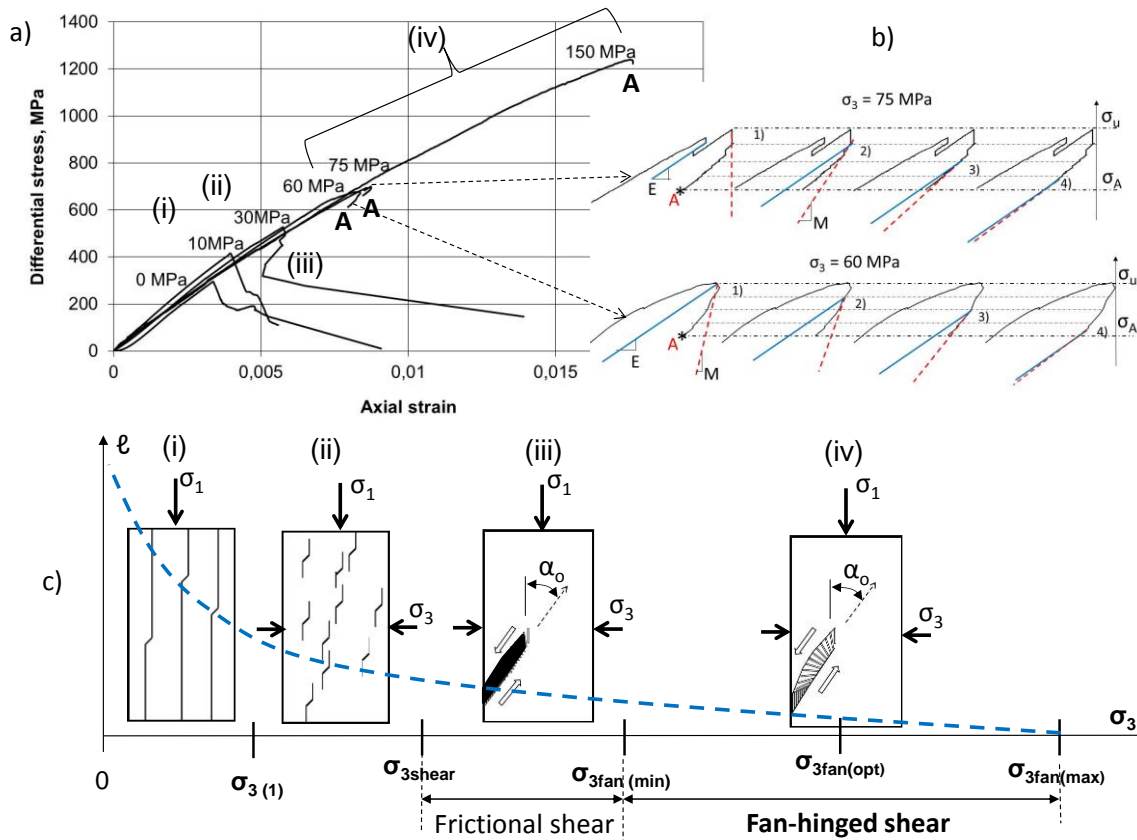 a)
Differential stress, MPa
1400
1200
1000
800
600
400
200
0
0
0,005
0,01
0,015
Axial strain
(i)
(ii)
(iii)
(iv)
0 MPa
10MPa
30MPa
60 MPa
75 MPa
150 MPa
A
A
A
b)
σ3 = 75 MPa
σu
1)
2)
3)
4)
E
A
*
M
σA
σ3 = 60 MPa
σu
1)
2)
3)
4)
E
A
*
M
σA
c)
ℓ
(i)
(ii)
(iii)
(iv)
σ1
σ1
σ1
σ1
αo
αo
σ3
σ3
σ3
σ3
0
σ3 (1)
σ3shear
σ3fan (min)
σ3fan(opt)
σ3fan(max)
Frictional shear
Fan-hinged shear